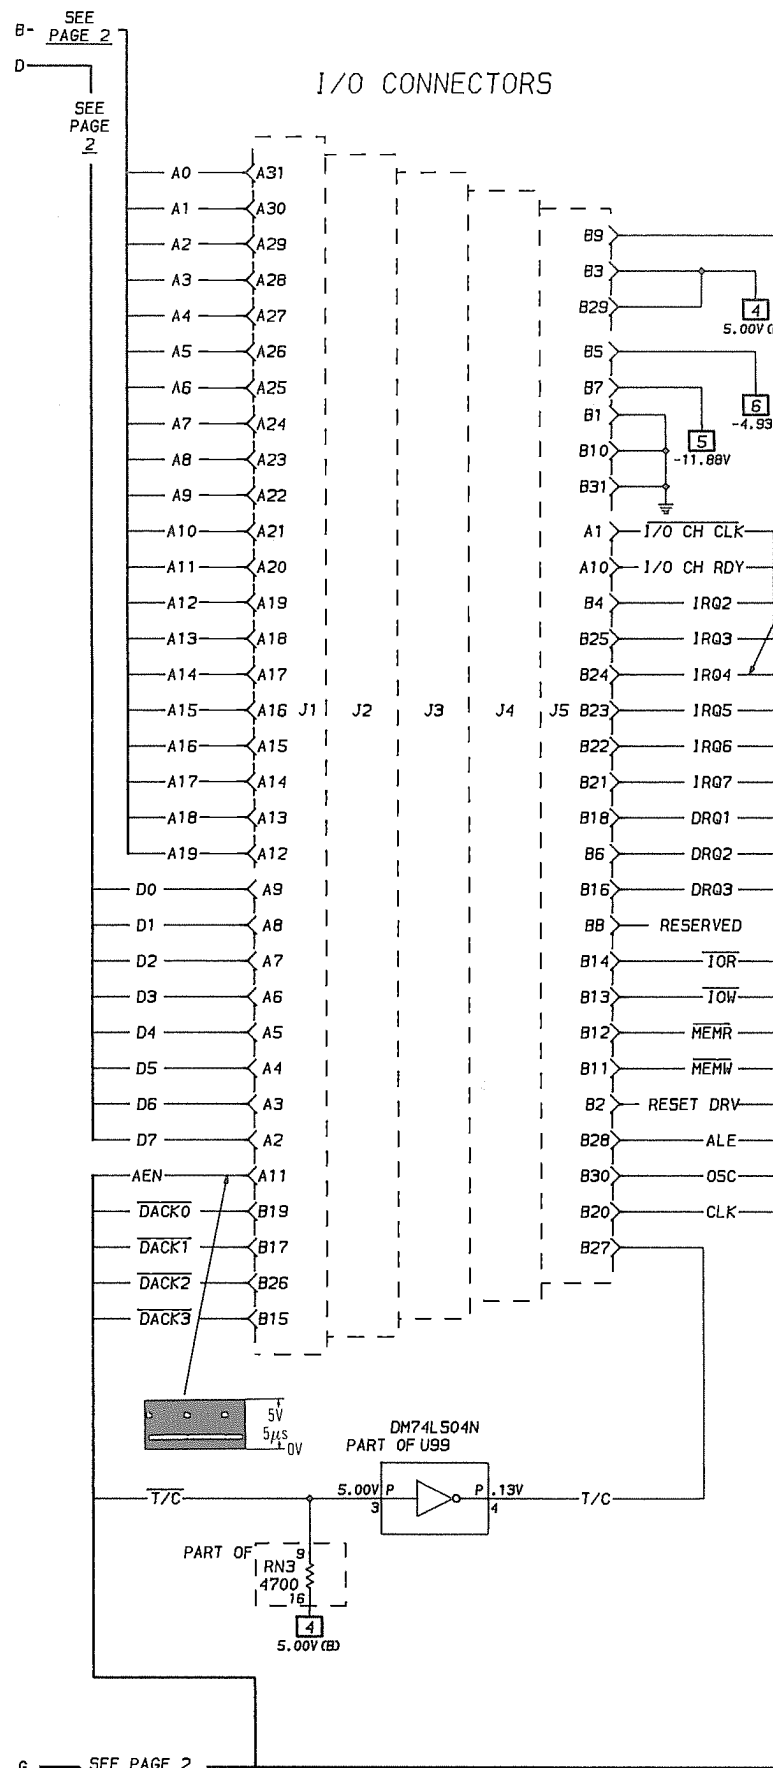 B- SEE PAGE 2
D
SEE PAGE 2
I/O CONNECTORS
A0 A31
A1 A30
A2 A29
A3 A28
A4 A27
A5 A26
A6 A25
A7 A24
A8 A23
A9 A22
A10 A21
A11 A20
A12 A19
A13 A18
A14 A17
A15 A16
A16 A15
A17 A14
A18 A13
A19 A12
D0 A9
D1 A8
D2 A7
D3 A6
D4 A5
D5 A4
D6 A3
D7 A2
AEN A11
DACK0 B19
DACK1 B17
DACK2 B26
DACK3 B15
J1 J2 J3 J4 J5
B9
B3
B29
4
5.00V(
B5
6
-4.93
B7
5
-11.88V
B1
B10
B31
A1 I/O CH CLK
A10 I/O CH RDY
B4 IRQ2
B25 IRQ3
B24 IRQ4
B23 IRQ5
B22 IRQ6
B21 IRQ7
B18 DRQ1
B6 DRQ2
B16 DRQ3
B8 RESERVED
B14 IOR
B13 IOW
B12 MEMR
B11 MEMW
B2 RESET DRV
B28 ALE
B30 OSC
B20 CLK
B27
5V
5µs
0V
DM74LS04N
PART OF U99
T/C 5.00V P P .13V T/C
3 4
PART OF 9
RN3
4700
16
4
5.00V(B)
G SEE PAGE 2